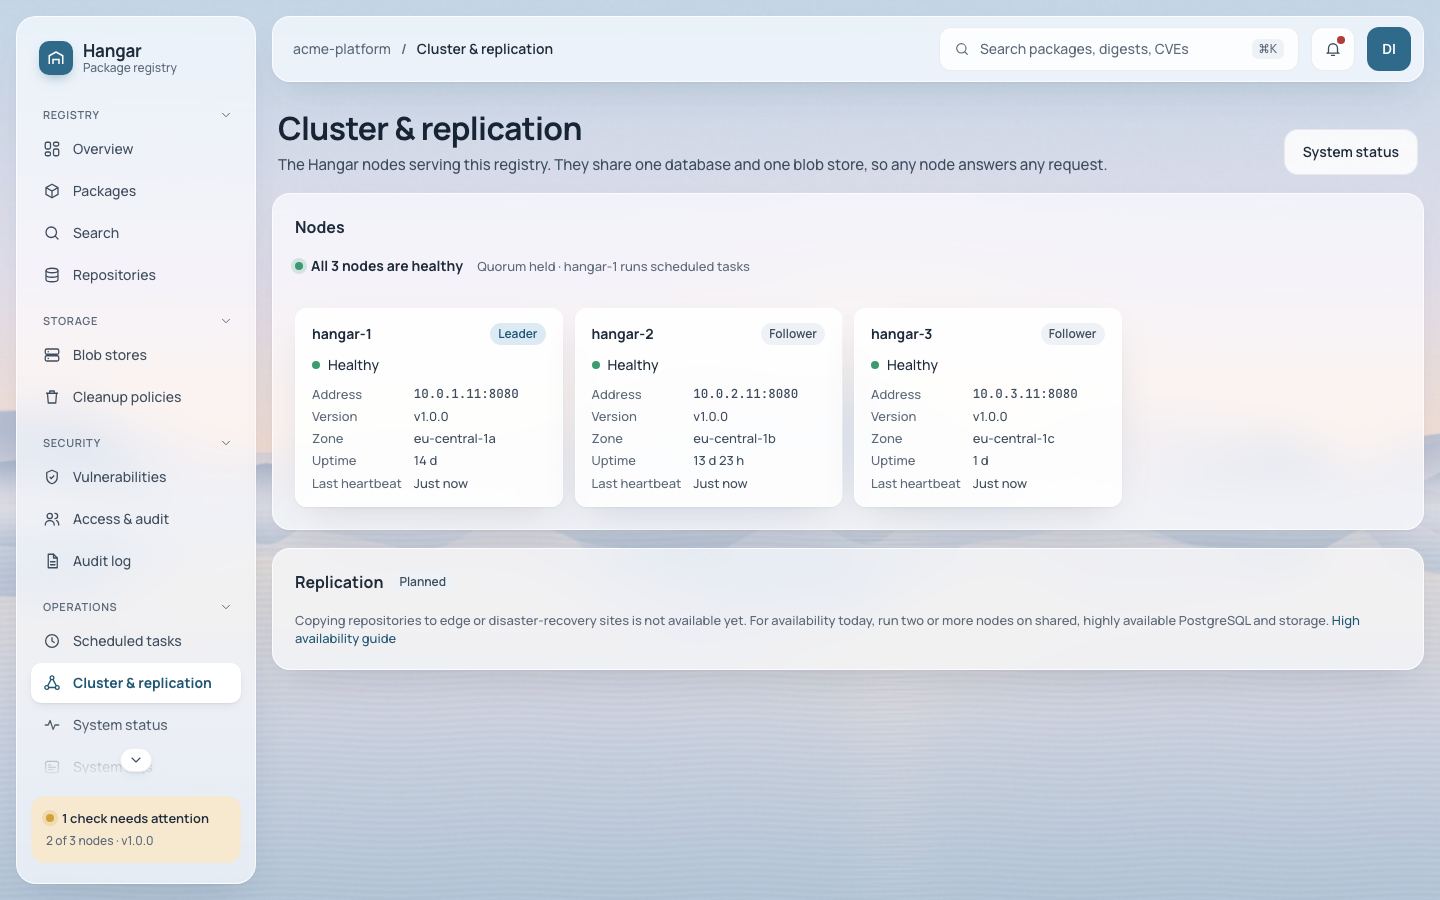 Hangar
Package registry
REGISTRY
Overview
Packages
Search
Repositories
STORAGE
Blob stores
Cleanup policies
SECURITY
Vulnerabilities
Access & audit
Audit log
OPERATIONS
Scheduled tasks
Cluster & replication
System status
System
1 check needs attention
2 of 3 nodes · v1.0.0
acme-platform / Cluster & replication
Search packages, digests, CVEs
⌘K
DI
Cluster & replication
The Hangar nodes serving this registry. They share one database and one blob store, so any node answers any request.
System status
Nodes
All 3 nodes are healthy Quorum held · hangar-1 runs scheduled tasks
hangar-1 Leader
Healthy
Address 10.0.1.11:8080
Version v1.0.0
Zone eu-central-1a
Uptime 14 d
Last heartbeat Just now
hangar-2 Follower
Healthy
Address 10.0.2.11:8080
Version v1.0.0
Zone eu-central-1b
Uptime 13 d 23 h
Last heartbeat Just now
hangar-3 Follower
Healthy
Address 10.0.3.11:8080
Version v1.0.0
Zone eu-central-1c
Uptime 1 d
Last heartbeat Just now
Replication Planned
Copying repositories to edge or disaster-recovery sites is not available yet. For availability today, run two or more nodes on shared, highly available PostgreSQL and storage. High
availability guide